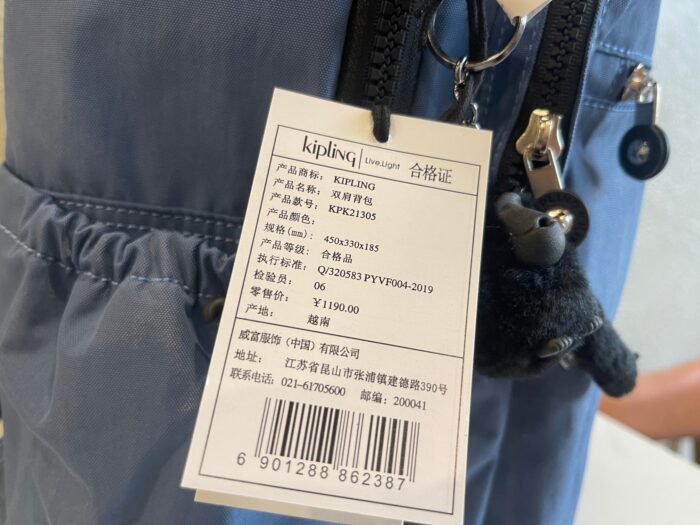 kipling Live.Light 合格证
产品商标: KIPLING
产品名称: 双肩背包
产品款号: KPK21305
产品颜色:
规格(mm): 450x330x185
产品等级: 合格品
执行标准: Q/320583 PYVF004-2019
检验员: 06
零售价: ¥1190.00
产地: 越南
威富服饰（中国）有限公司
地址: 江苏省昆山市张浦镇建德路390号
联系电话: 021-61705600 邮编: 200041
6 901288 862387